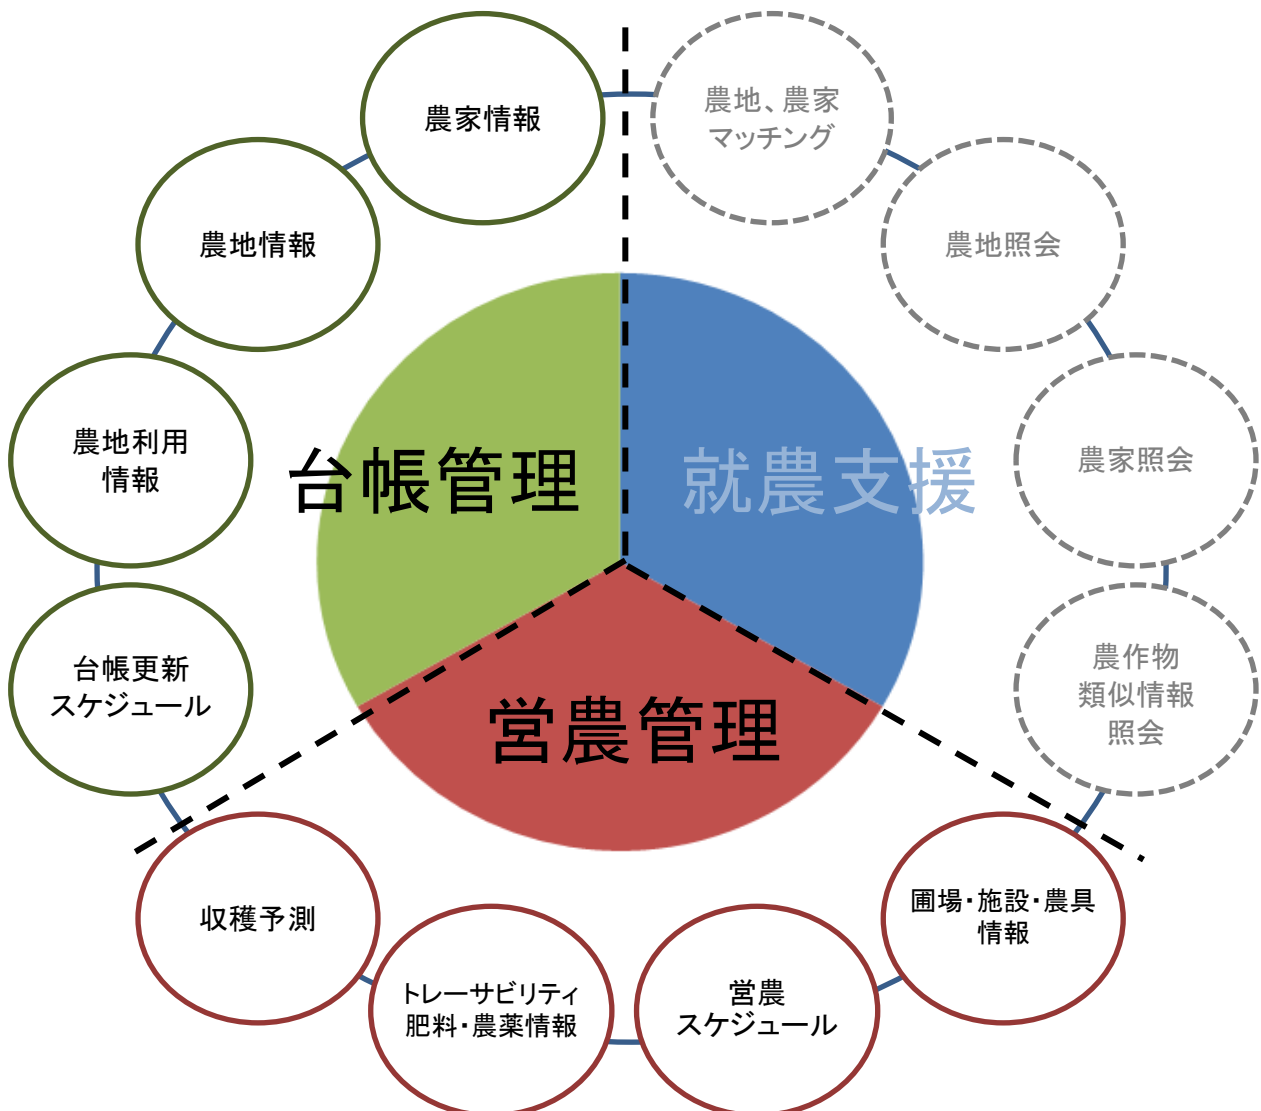 農家情報
農地、農家
マッチング
農地情報
農地照会
農地利用
情報
台帳管理
就農支援
農家照会
台帳更新
スケジュール
営農管理
農作物
類似情報
照会
収穫予測
トレーサビリティ
肥料・農薬情報
営農
スケジュール
圃場・施設・農具
情報